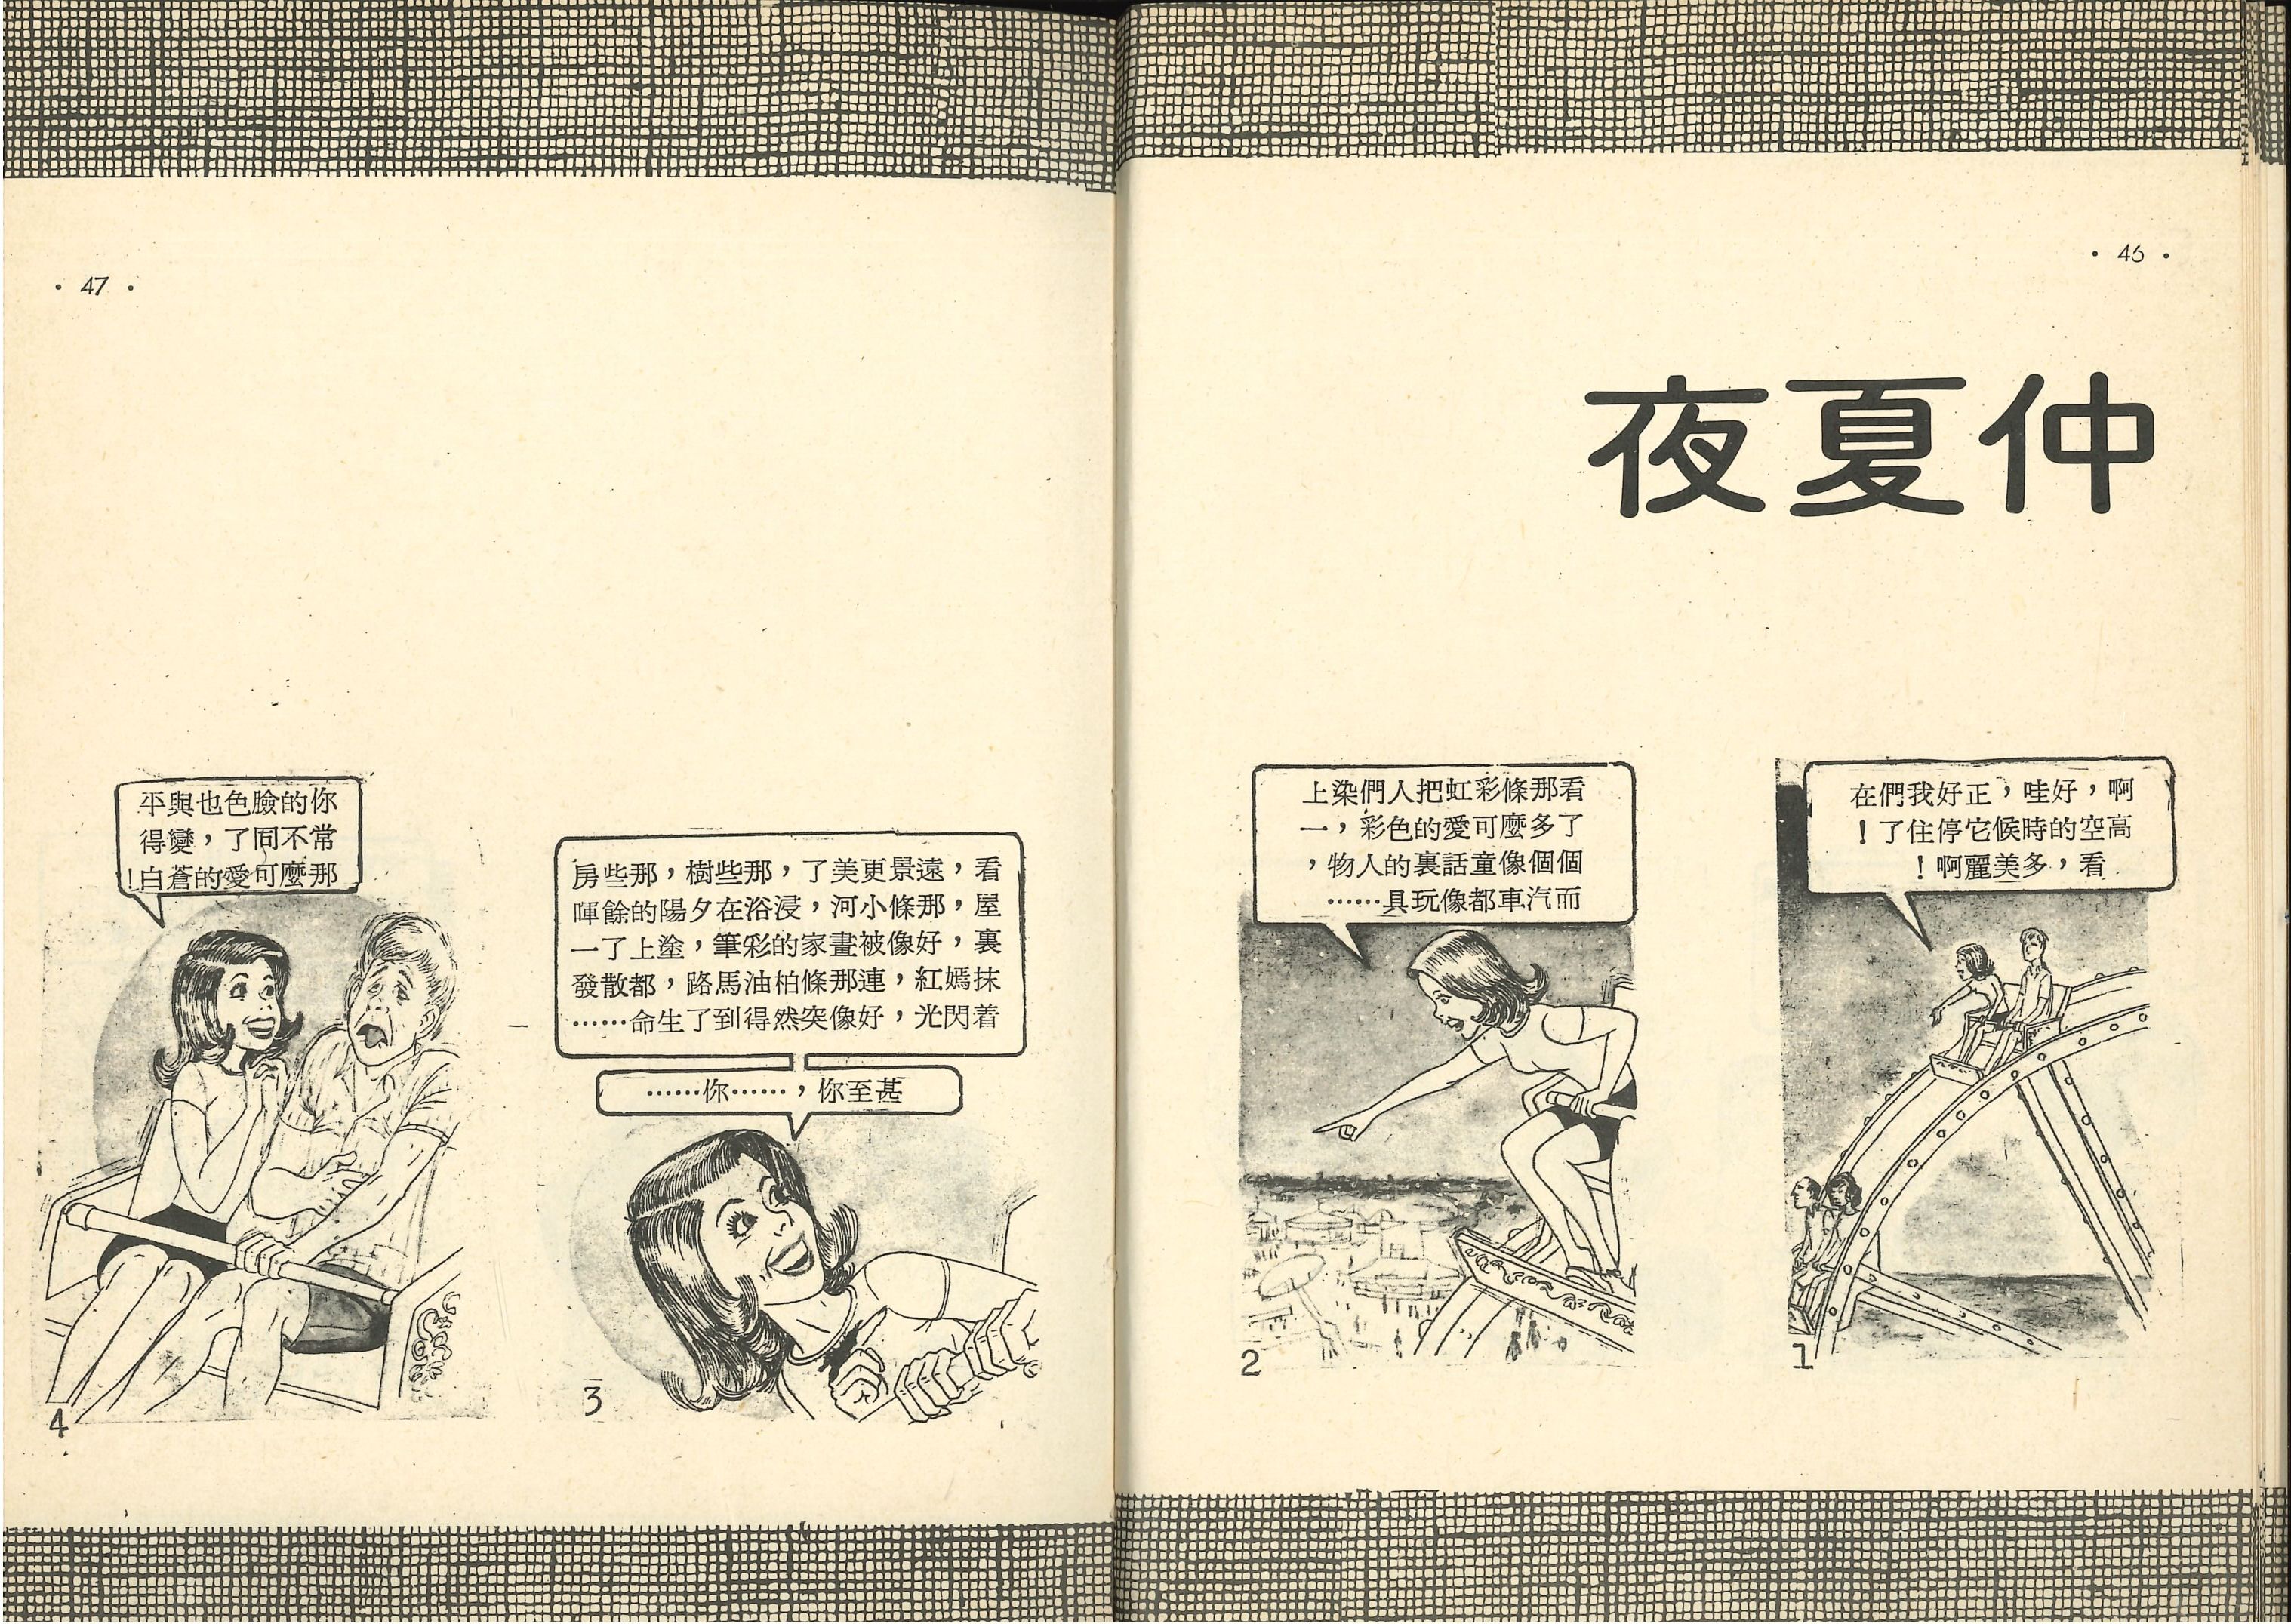 • 46 •
仲夏夜
啊，好哇，正好我們在
高空的時候它停住了！
看，多美麗啊！
1
看那條彩虹把人們染上
了多麼可愛的色彩，一
個個像童話裏的人物，
而汽車都像玩具……
2
• 47 •
看，遠景更美了，那些樹，那些房
屋，那條小河，浸浴在夕陽的餘暉
裏，好像被畫家的彩筆，塗上了一
抹嫣紅，連那條柏油馬路，都散發
着閃光，好像突然得到了生命……
甚至你，……你……
3
你的臉色也與平
常不同了，變得
那麼可愛的蒼白！
4